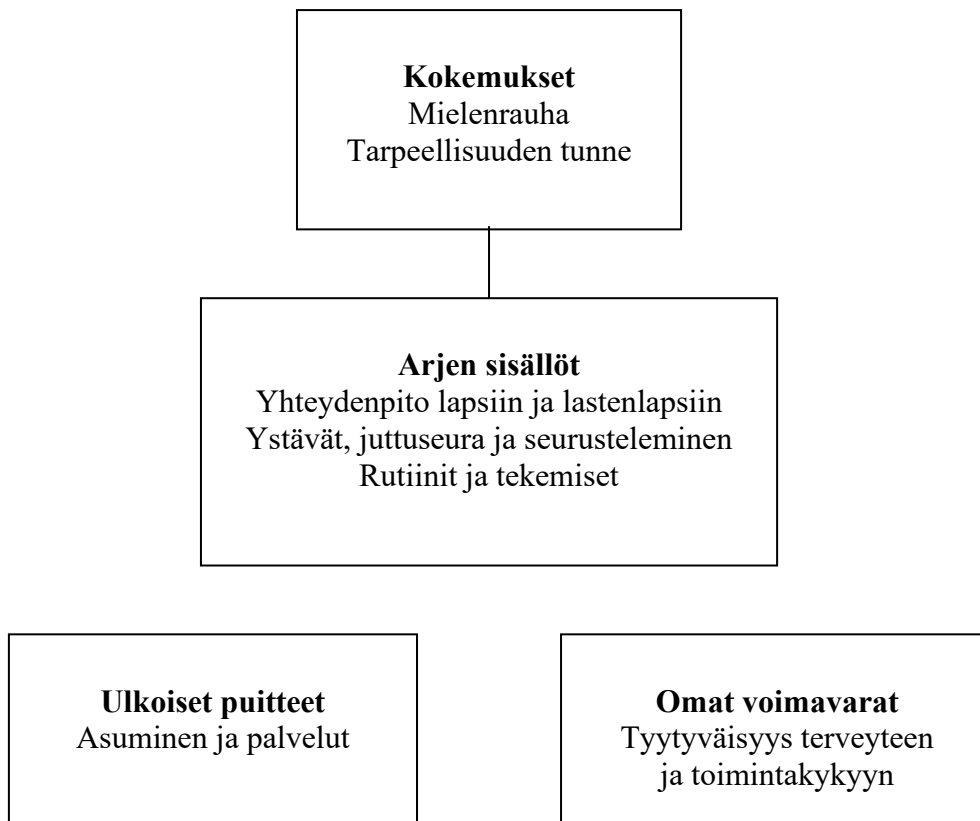 Kokemukset
Mielenrauha
Tarpeellisuuden tunne
Arjen sisällöt
Yhteydenpito lapsiin ja lastenlapsiin
Ystävät, juttuseura ja seurusteleminen
Rutiinit ja tekemiset
Ulkoiset puitteet
Asuminen ja palvelut
Omat voimavarat
Tyytyväisyys terveyteen
ja toimintakykyyn